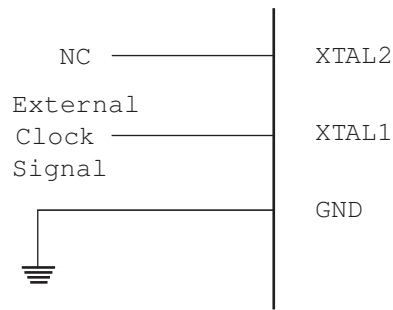 NC
XTAL2
External
Clock
Signal
XTAL1
GND